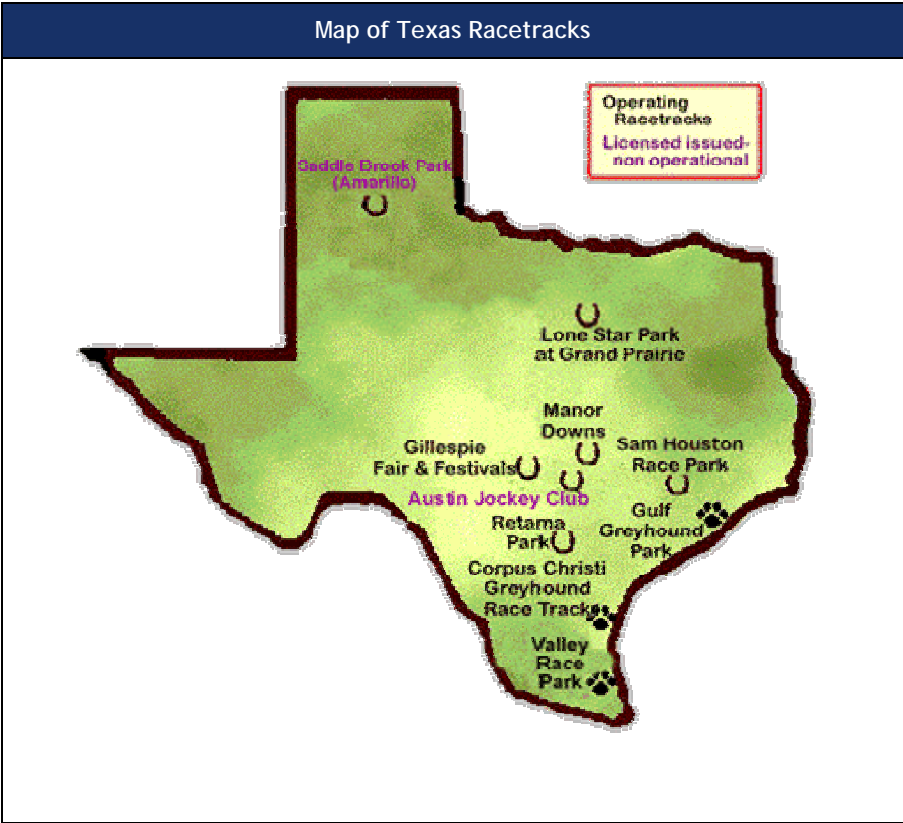 Map of Texas Racetracks
Operating
Racetracks
Licensed issued-
non operational
Saddle Brook Park
(Amarillo)
Lone Star Park
at Grand Prairie
Manor
Downs
Gillespie
Fair & Festivals
Sam Houston
Race Park
Austin Jockey Club
Gulf
Greyhound
Park
Retama
Park
Corpus Christi
Greyhound
Race Track
Valley
Race
Park